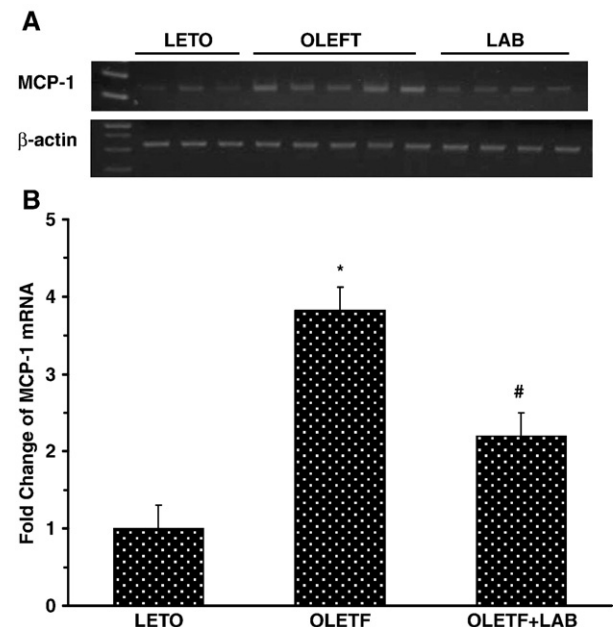 A
LETO OLEFT LAB
MCP-1
β-actin
B
Fold Change of MCP-1 mRNA
5
4
3
2
1
0
*
#
LETO OLETF OLETF+LAB